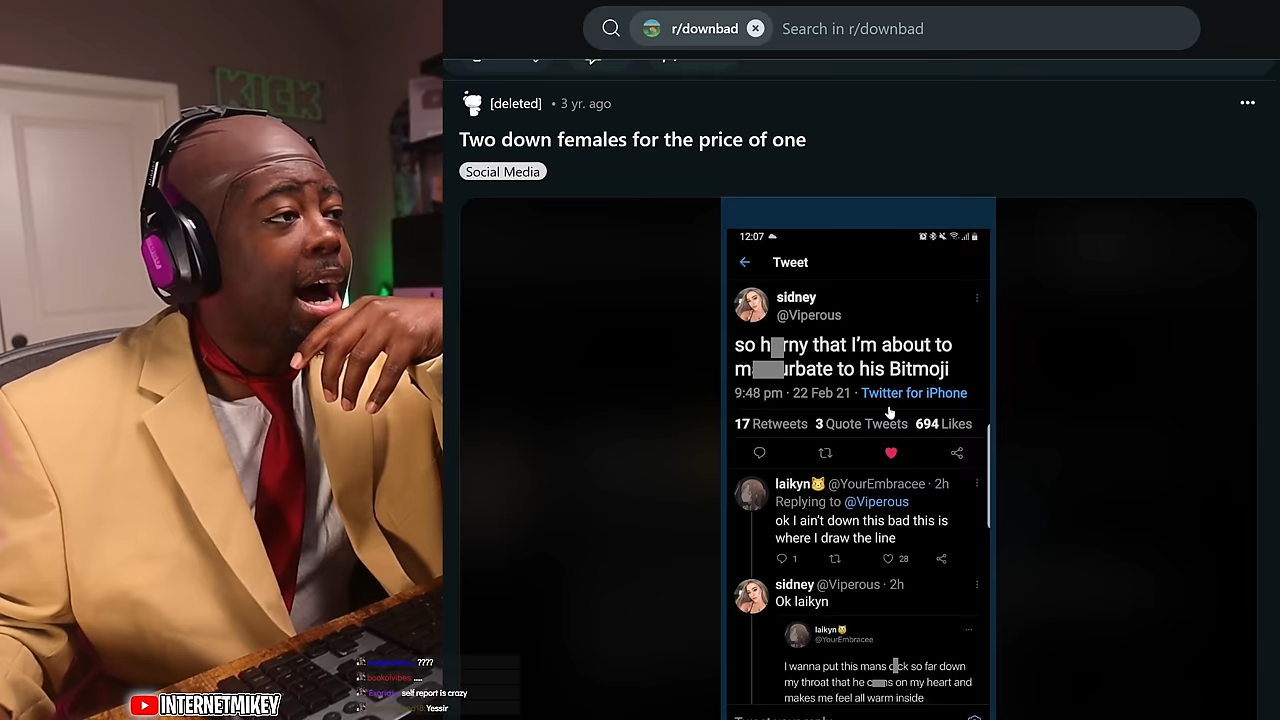 KICK
r/downbad
Search in r/downbad
[deleted] • 3 yr. ago
Two down females for the price of one
Social Media
12:07
Tweet
sidney
@Viperous
so h rny that I'm about to
m urbate to his Bitmoji
9:48 pm · 22 Feb 21 · Twitter for iPhone
17 Retweets 3 Quote Tweets 694 Likes
laikyn @YourEmbracee · 2h
Replying to @Viperous
ok I ain't down this bad this is
where I draw the line
1 28
sidney @Viperous · 2h
Ok laikyn
laikyn
@YourEmbracee
I wanna put this mans d ck so far down
my throat that he c s on my heart and
makes me feel all warm inside
????
bookofvibes: ....
self report is crazy
Yessir
INTERNETMIKEY